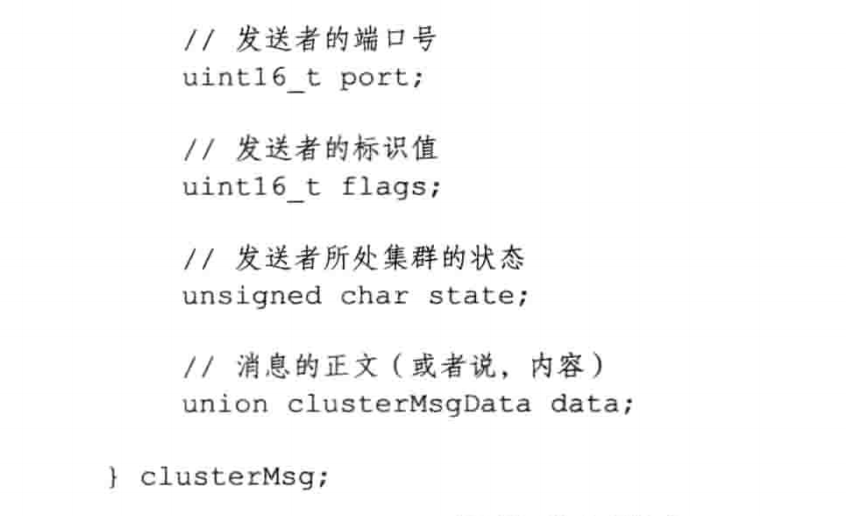 // 发送者的端口号
uint16_t port;
// 发送者的标识值
uint16_t flags;
// 发送者所处集群的状态
unsigned char state;
// 消息的正文（或者说，内容）
union clusterMsgData data;
} clusterMsg;